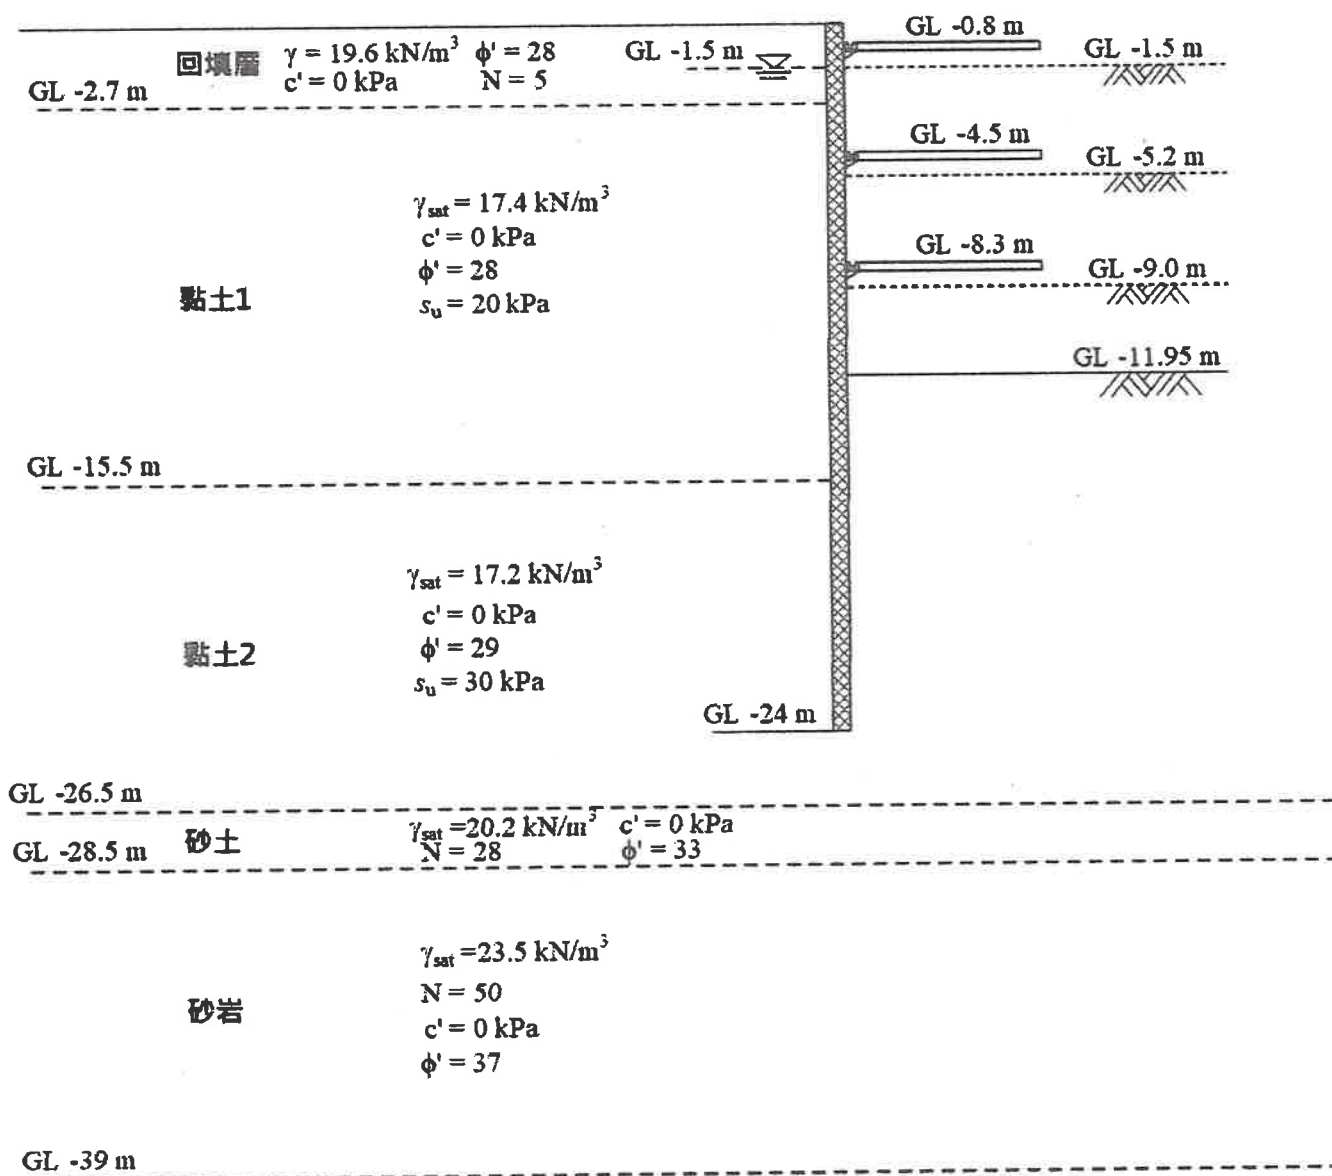 GL -0.8 m
回填層 γ = 19.6 kN/m³ ϕ' = 28 GL -1.5 m GL -1.5 m
c' = 0 kPa N = 5
GL -2.7 m
GL -4.5 m
GL -5.2 m
γsat = 17.4 kN/m³
c' = 0 kPa
GL -8.3 m
ϕ' = 28
GL -9.0 m
黏土1
su = 20 kPa
GL -11.95 m
GL -15.5 m
γsat = 17.2 kN/m³
c' = 0 kPa
黏土2
ϕ' = 29
su = 30 kPa
GL -24 m
GL -26.5 m
砂土 γsat =20.2 kN/m³ c' = 0 kPa
GL -28.5 m N = 28 ϕ' = 33
γsat =23.5 kN/m³
N = 50
砂岩
c' = 0 kPa
ϕ' = 37
GL -39 m